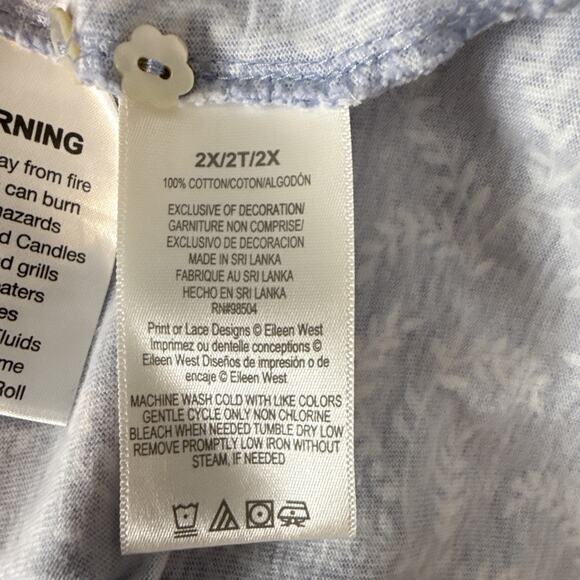 RNING
ay from fire
can burn
hazards
d Candles
d grills
eaters
es
luids
me
Roll
2X/2T/2X
100% COTTON/COTON/ALGODÓN
EXCLUSIVE OF DECORATION/
GARNITURE NON COMPRISE/
EXCLUSIVO DE DECORACION
MADE IN SRI LANKA
FABRIQUE AU SRI LANKA
HECHO EN SRI LANKA
RN#98504
Print or Lace Designs © Eileen West
Imprimez ou dentelle conceptions ©
Eileen West Diseños de impresión o de
encaje © Eileen West
MACHINE WASH COLD WITH LIKE COLORS
GENTLE CYCLE ONLY NON CHLORINE
BLEACH WHEN NEEDED TUMBLE DRY LOW
REMOVE PROMPTLY LOW IRON WITHOUT
STEAM, IF NEEDED